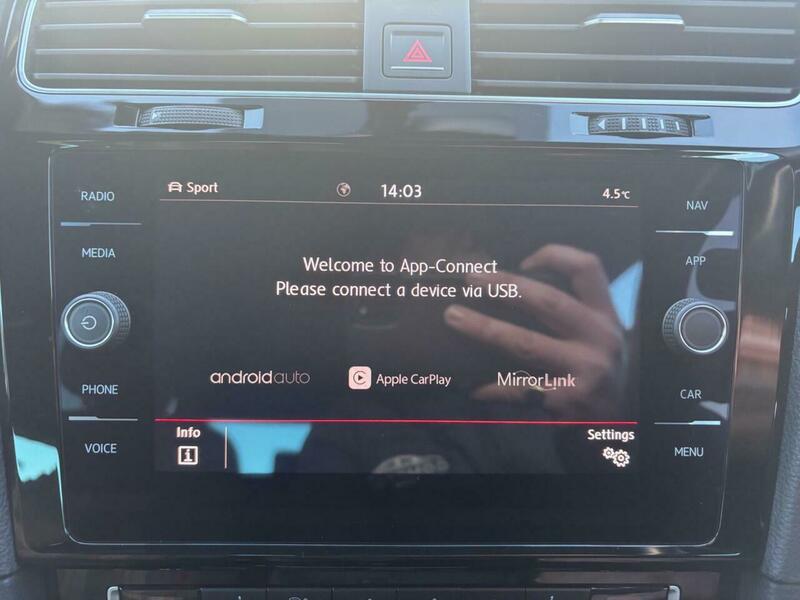 RADIO
MEDIA
PHONE
VOICE
Sport
14:03
4.5°C
Welcome to App-Connect
Please connect a device via USB.
androidauto
Apple CarPlay
MirrorLink
Info
i
Settings
NAV
APP
CAR
MENU